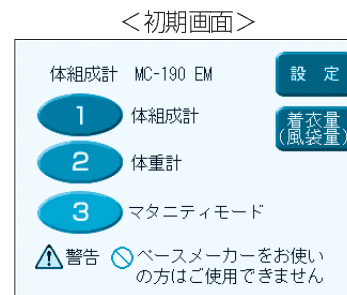 ＜初期画面＞
体組成計 MC-190 EM
設 定
1 体組成計
着衣量
(風袋量)
2 体重計
3 マタニティモード
警告 ペースメーカーをお使い
の方はご使用できません